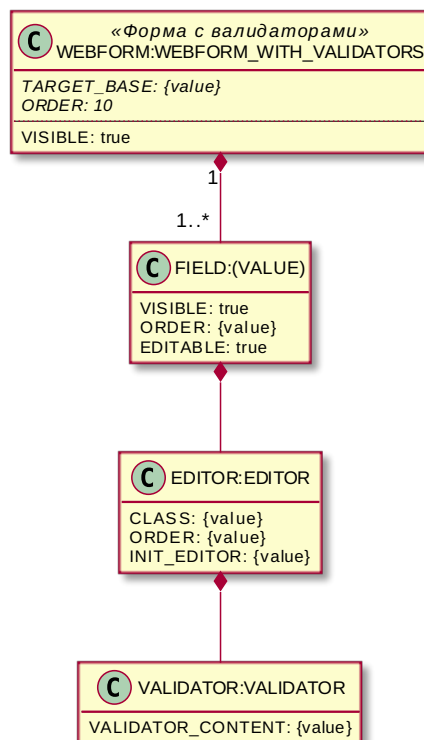 C
«Форма с валидаторами»
WEBFORM:WEBFORM_WITH_VALIDATORS
TARGET_BASE: {value}
ORDER: 10
VISIBLE: true
1
1..*
C
FIELD:(VALUE)
VISIBLE: true
ORDER: {value}
EDITABLE: true
C
EDITOR:EDITOR
CLASS: {value}
ORDER: {value}
INIT_EDITOR: {value}
C
VALIDATOR:VALIDATOR
VALIDATOR_CONTENT: {value}